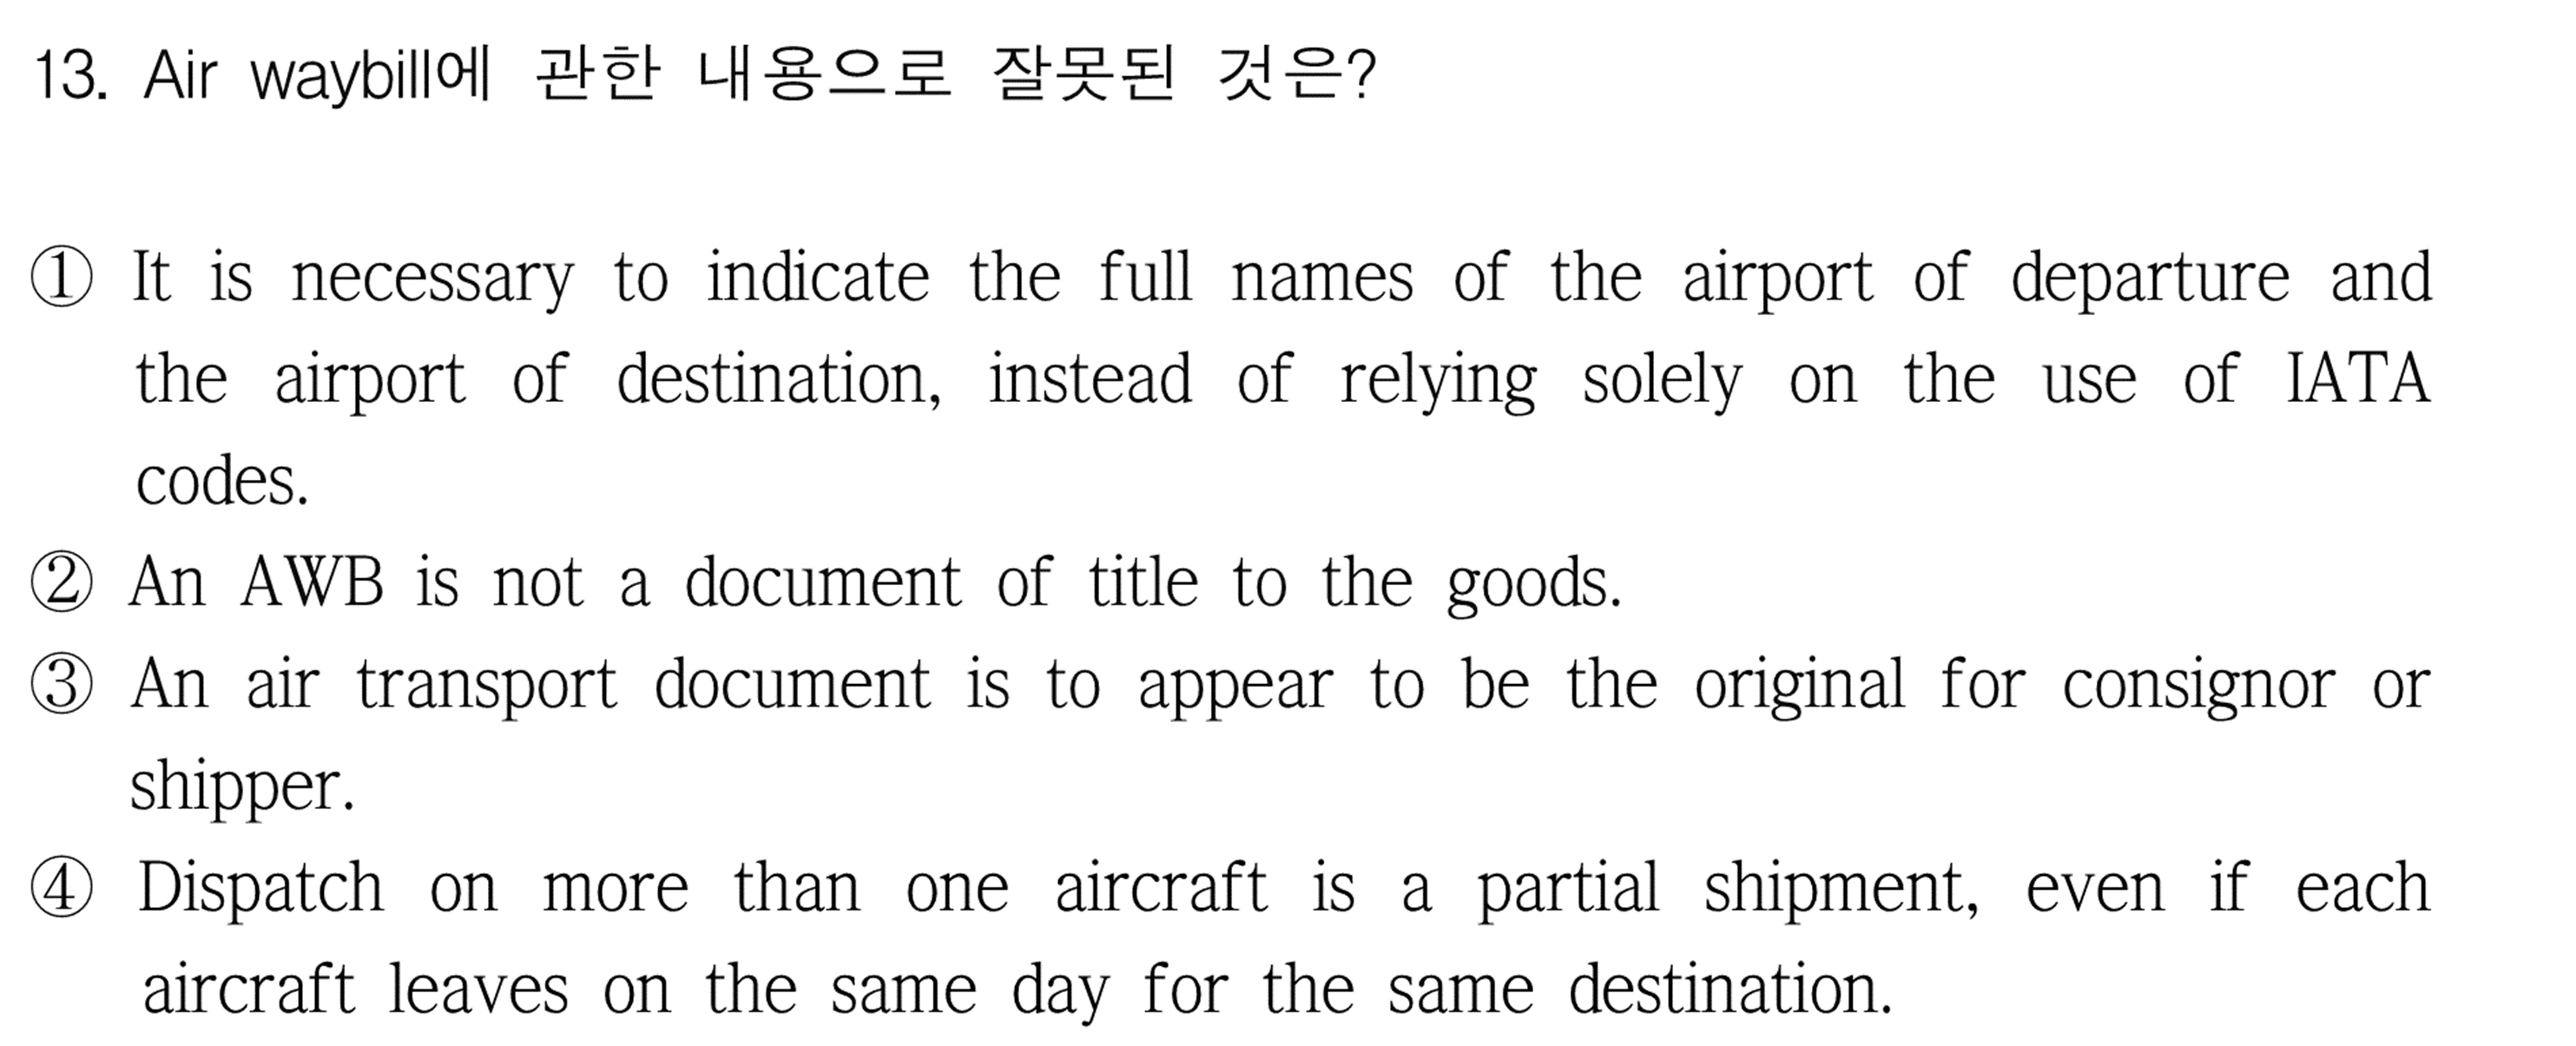 13. Air waybill에 관한 내용으로 잘못된 것은?
① It is necessary to indicate the full names of the airport of departure and
the airport of destination, instead of relying solely on the use of IATA
codes.
② An AWB is not a document of title to the goods.
③ An air transport document is to appear to be the original for consignor or
shipper.
④ Dispatch on more than one aircraft is a partial shipment, even if each
aircraft leaves on the same day for the same destination.